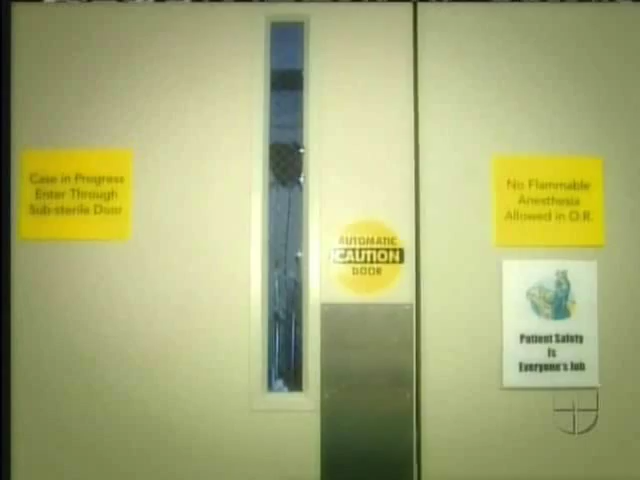 Case in Progress
Enter Through
Sub-sterile Door
AUTOMATIC
CAUTION
DOOR
No Flammable
Anesthesia
Allowed in O.R.
Patient Safety
Is
Everyone's Job